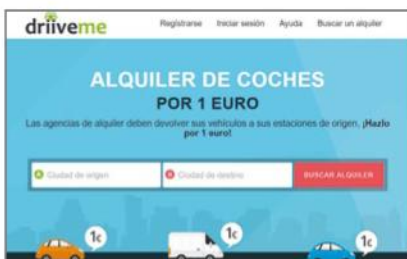 driiveme
Registrarse Iniciar sesión Ayuda Buscar un alquiler
ALQUILER DE COCHES
POR 1 EURO
Las agencias de alquiler deben devolver sus vehículos a sus estaciones de origen, ¡Hazlo
por 1 euro!
Ciudad de origen Ciudad de destino BUSCAR ALQUILER
1€ 1€ 1€